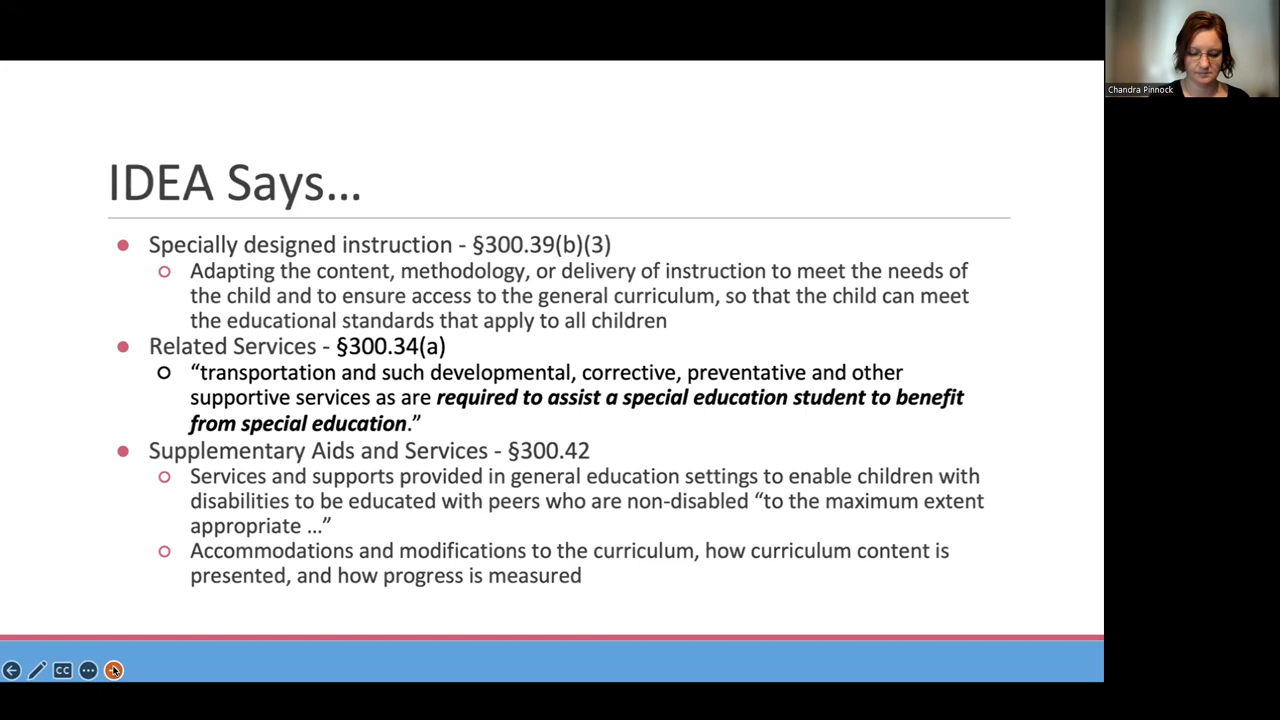 Chandra Pinnock
IDEA Says…
● Specially designed instruction - §300.39(b)(3)
○ Adapting the content, methodology, or delivery of instruction to meet the needs of
the child and to ensure access to the general curriculum, so that the child can meet
the educational standards that apply to all children
● Related Services - §300.34(a)
○ “transportation and such developmental, corrective, preventative and other
supportive services as are required to assist a special education student to benefit
from special education.”
● Supplementary Aids and Services - §300.42
○ Services and supports provided in general education settings to enable children with
disabilities to be educated with peers who are non-disabled “to the maximum extent
appropriate …”
○ Accommodations and modifications to the curriculum, how curriculum content is
presented, and how progress is measured
CC